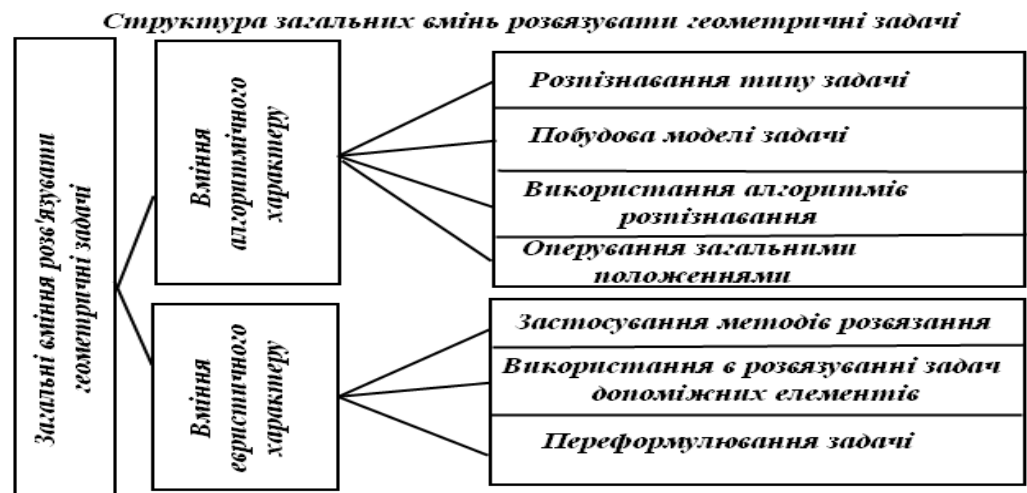 Структура загальних вмінь розвязувати геометричні задачі
Загальні вміння розв'язувати
геометричні задачі
Вміння
алгоритмічного
характеру
Розпізнавання типу задачі
Побудова моделі задачі
Використання алгоритмів
розпізнавання
Оперування загальними
положеннями
Вміння
евристичного
характеру
Застосування методів розвязання
Використання в розвязуванні задач
допоміжних елементів
Переформулювання задачі